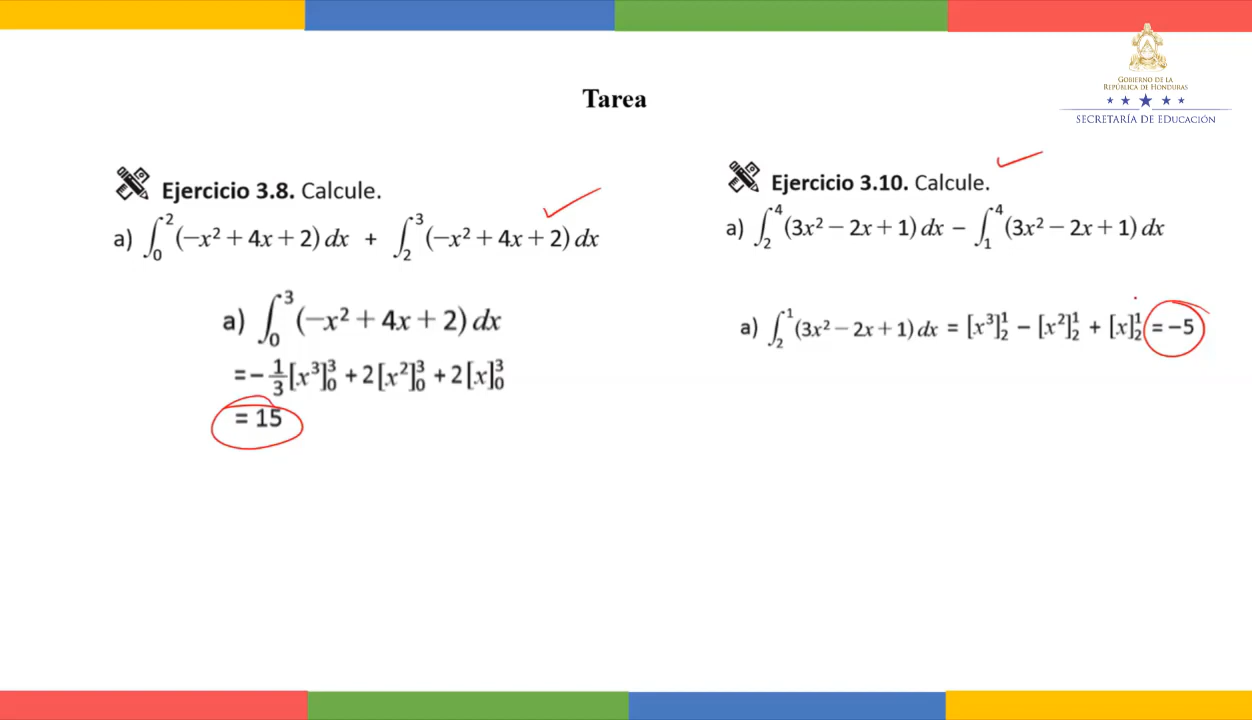 GOBIERNO DE LA
REPÚBLICA DE HONDURAS
SECRETARÍA DE EDUCACIÓN
Tarea
Ejercicio 3.8. Calcule.
a) ∫₀² (−x² + 4x + 2) dx + ∫₂³ (−x² + 4x + 2) dx
a) ∫₀³ (−x² + 4x + 2) dx
= − 1/3 [x³]₀³ + 2 [x²]₀³ + 2 [x]₀³
= 15
Ejercicio 3.10. Calcule.
a) ∫₂⁴ (3x² − 2x + 1) dx − ∫₁⁴ (3x² − 2x + 1) dx
a) ∫₂¹ (3x² − 2x + 1) dx = [x³]₂¹ − [x²]₂¹ + [x]₂¹ = −5